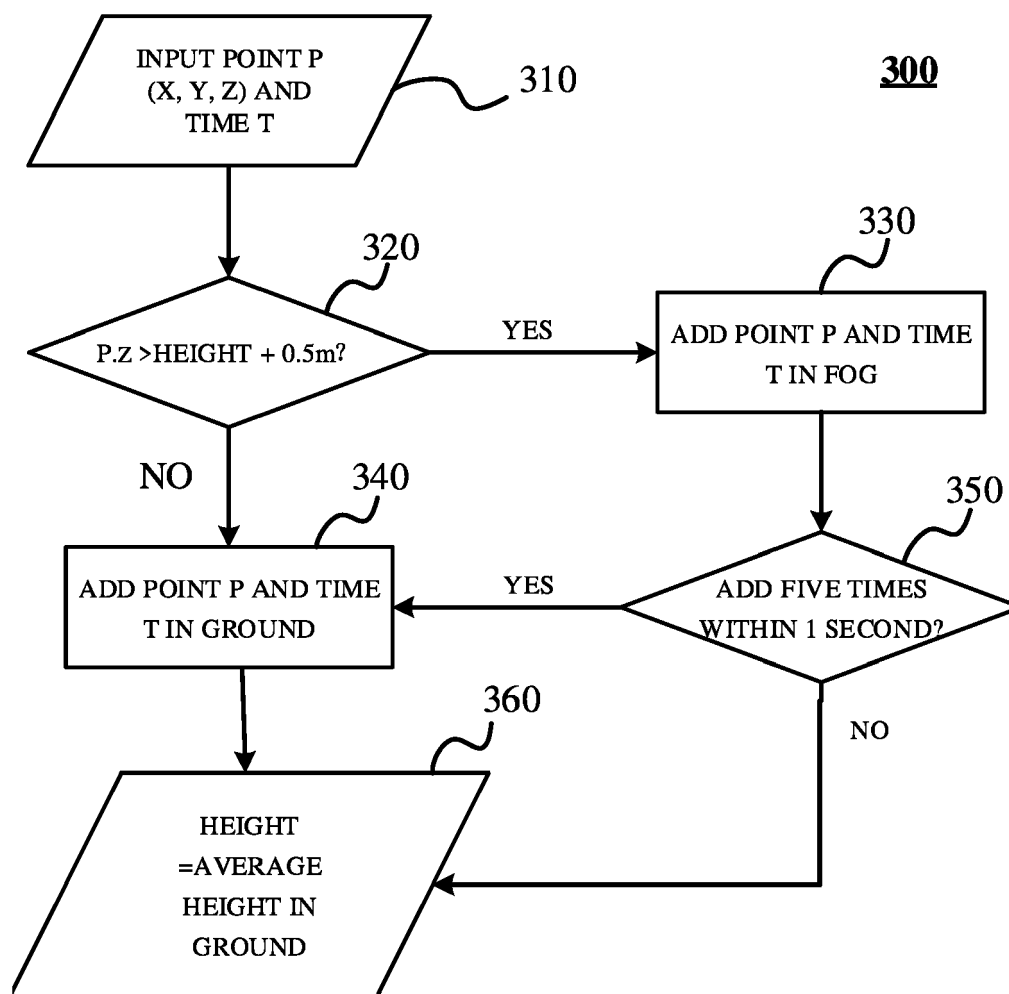 INPUT POINT P
(X, Y, Z) AND
TIME T
310
300
320
P.Z >HEIGHT + 0.5m?
YES
330
ADD POINT P AND TIME
T IN FOG
NO
340
ADD POINT P AND TIME
T IN GROUND
YES
350
ADD FIVE TIMES
WITHIN 1 SECOND?
NO
360
HEIGHT
=AVERAGE
HEIGHT IN
GROUND